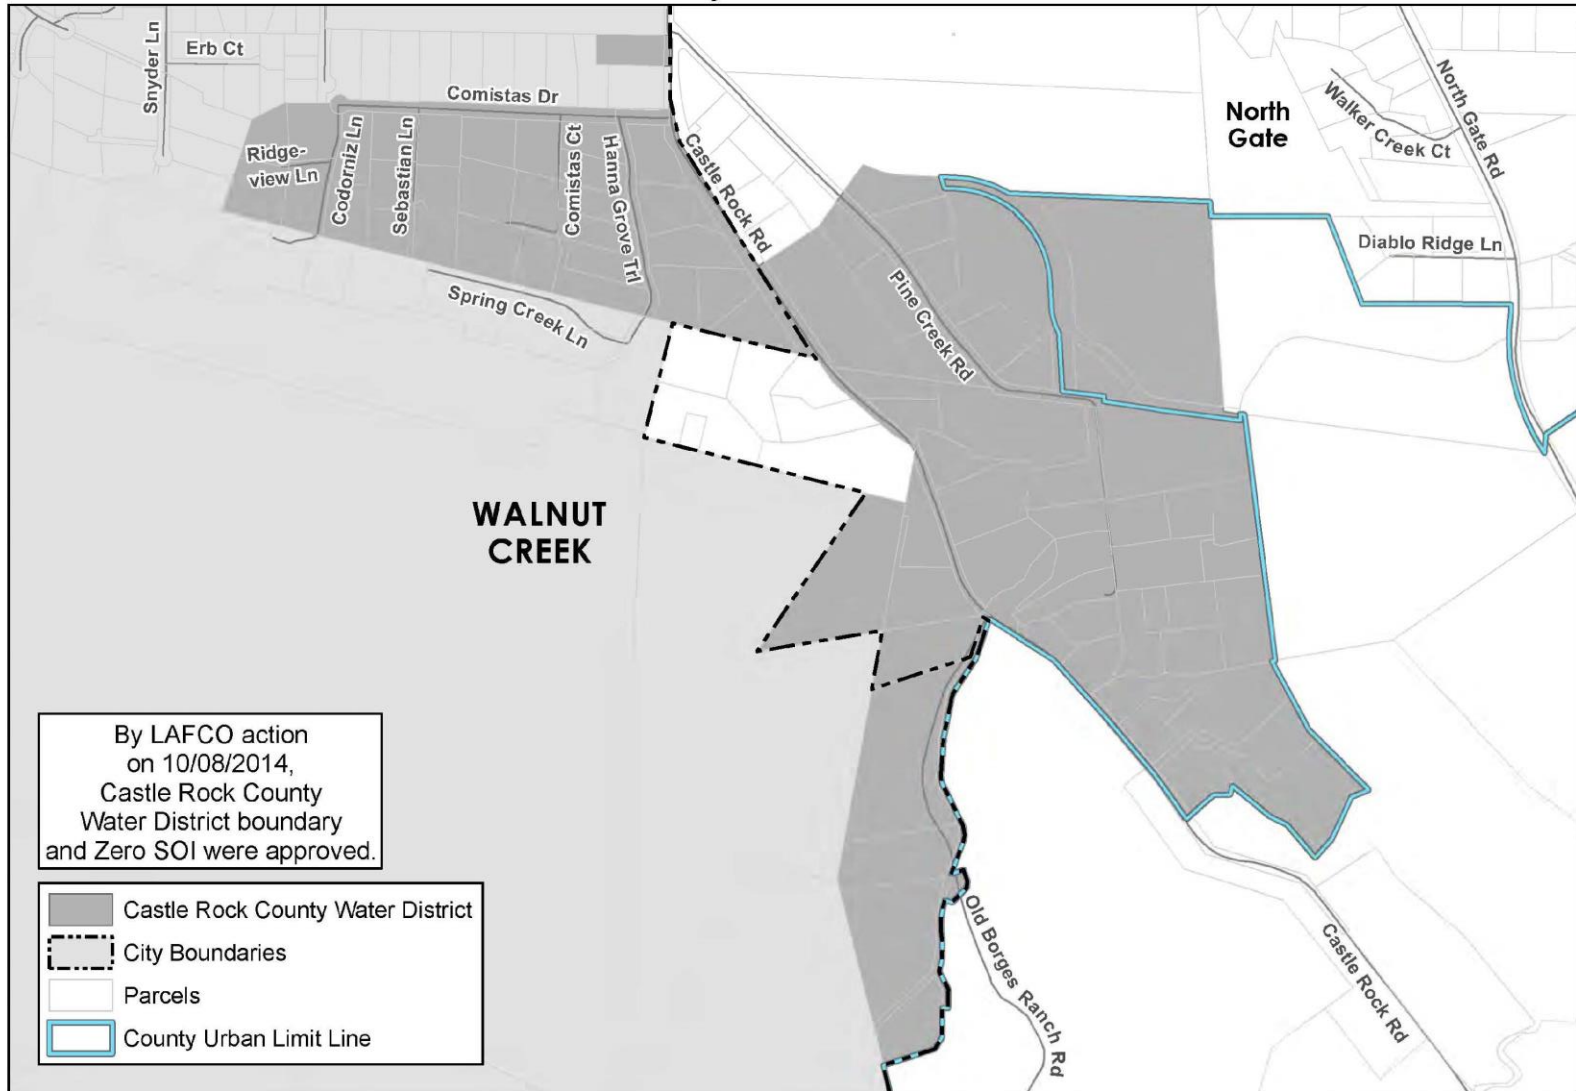 Snyder Ln
Erb Ct
Comistas Dr
Ridge-
view Ln
Codorniz Ln
Sebastian Ln
Comistas Ct
Hanna Grove Trl
Castle Rock Rd
Spring Creek Ln
Pine Creek Rd
North
Gate
Walker Creek Ct
North Gate Rd
Diablo Ridge Ln
WALNUT
CREEK
Old Borges Ranch Rd
Castle Rock Rd
By LAFCO action
on 10/08/2014,
Castle Rock County
Water District boundary
and Zero SOI were approved.
Castle Rock County Water District
City Boundaries
Parcels
County Urban Limit Line